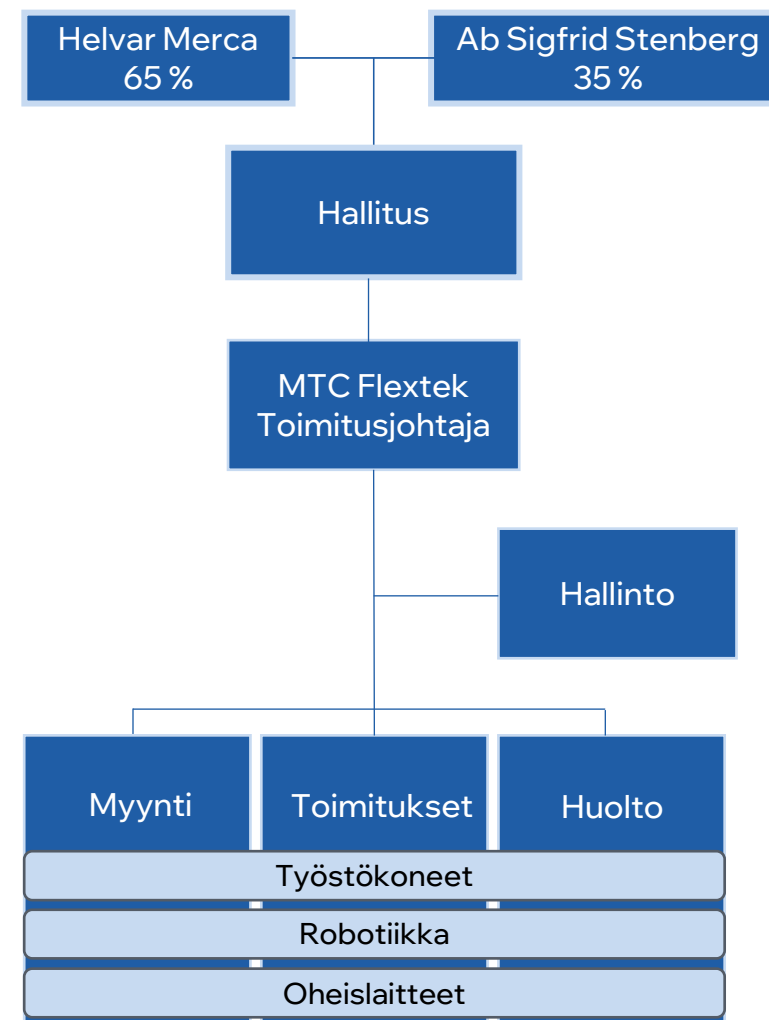 Helvar Merca
65 %
Ab Sigfrid Stenberg
35 %
Hallitus
MTC Flextek
Toimitusjohtaja
Hallinto
Myynti
Toimitukset
Huolto
Työstökoneet
Robotiikka
Oheislaitteet